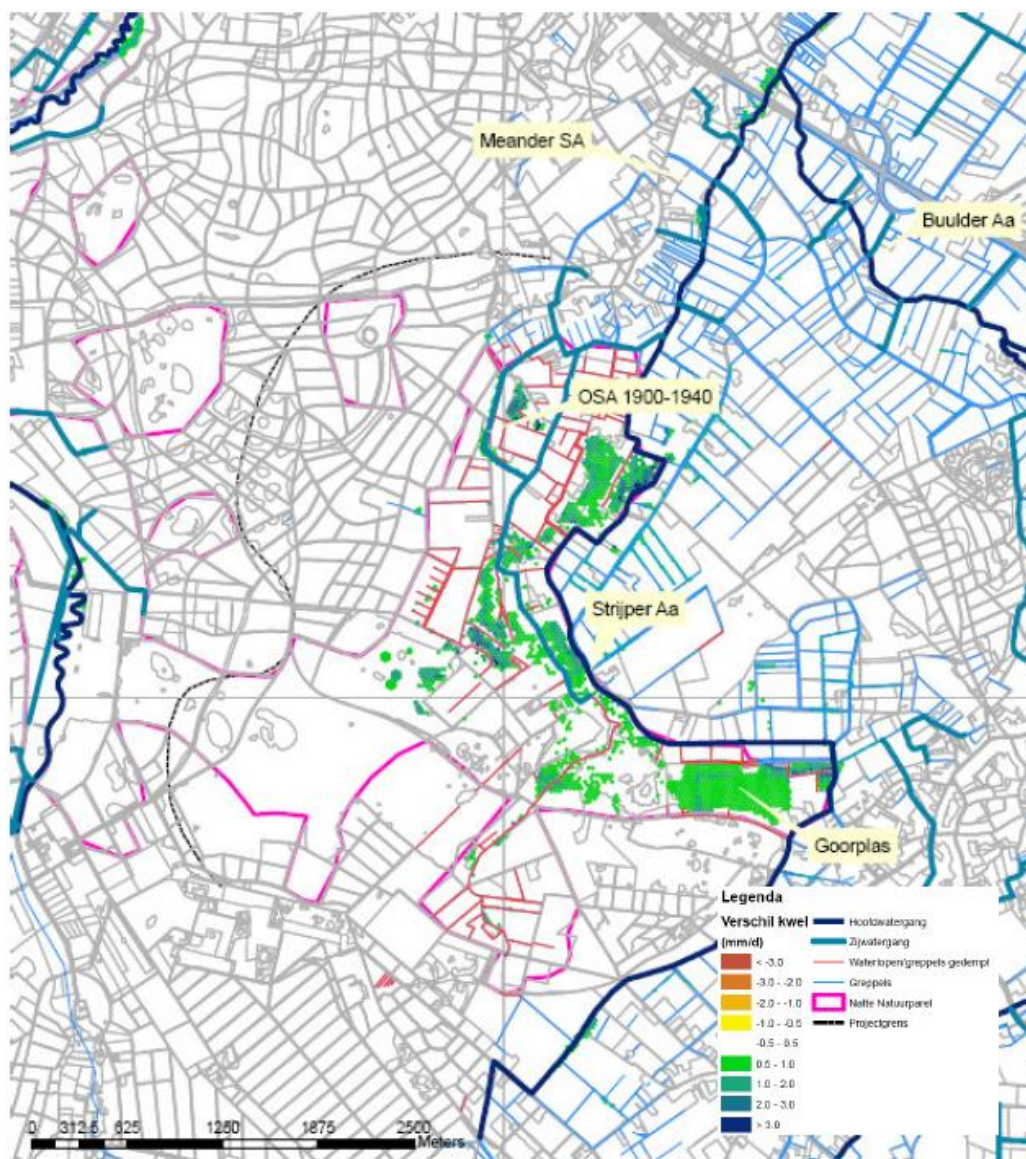 Meander SA
Buulder Aa
OSA 1900-1940
Strijper Aa
Goorplas
Legenda
Verschil kwel
(mm/d)
< -3.0
-3.0 - -2.0
-2.0 - -1.0
-1.0 - -0.5
-0.5 - 0.5
0.5 - 1.0
1.0 - 2.0
2.0 - 3.0
> 3.0
Hoofdwatergang
Zijwatergang
Waterlopen/greppels gedempt
Greppels
Natte Natuurparel
Projectgrens
0 312.5 625 1250 1875 2500
Meters